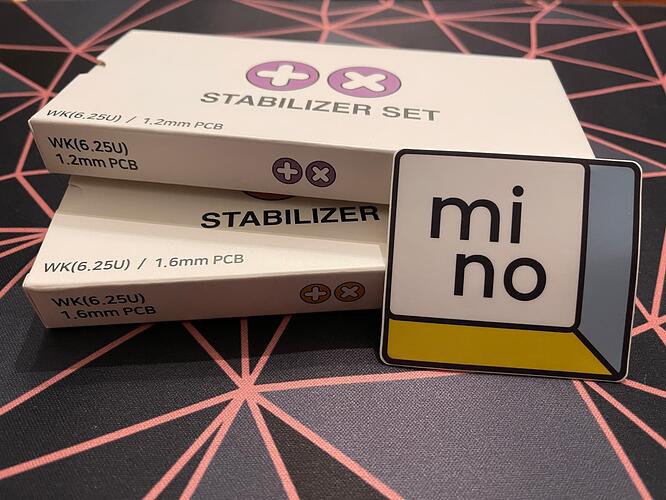 STABILIZER SET
WK(6.25U) / 1.2mm PCB
WK(6.25U)
1.2mm PCB
STABILIZER
WK(6.25U) / 1.6mm PCB
WK(6.25U)
1.6mm PCB
mi
no